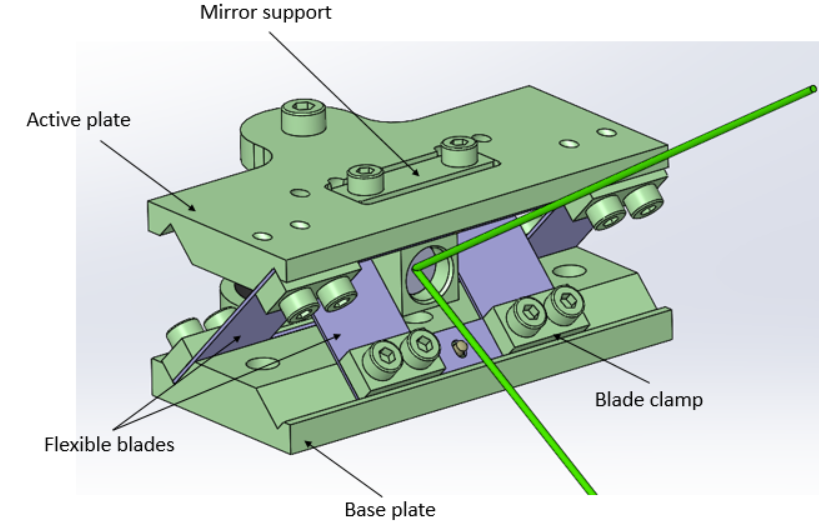 Mirror support
Active plate
Blade clamp
Flexible blades
Base plate